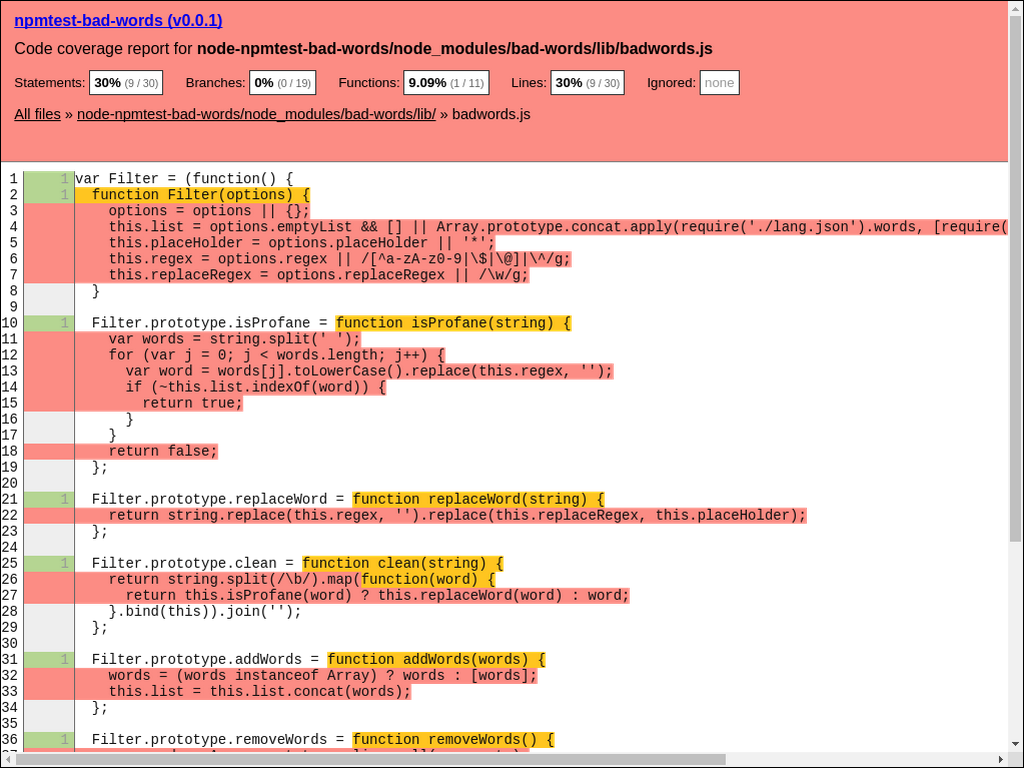 npmtest-bad-words (v0.0.1)
Code coverage report for node-npmtest-bad-words/node_modules/bad-words/lib/badwords.js
Statements: 30% (9 / 30) Branches: 0% (0 / 19) Functions: 9.09% (1 / 11) Lines: 30% (9 / 30) Ignored: none
All files » node-npmtest-bad-words/node_modules/bad-words/lib/ » badwords.js
1 1 var Filter = (function() {
2 1 function Filter(options) {
3 options = options || {};
4 this.list = options.emptyList && [] || Array.prototype.concat.apply(require('./lang.json').words, [require(
5 this.placeHolder = options.placeHolder || '*';
6 this.regex = options.regex || /[^a-zA-z0-9|\$|\@]|\^/g;
7 this.replaceRegex = options.replaceRegex || /\w/g;
8 }
9
10 1 Filter.prototype.isProfane = function isProfane(string) {
11 var words = string.split(' ');
12 for (var j = 0; j < words.length; j++) {
13 var word = words[j].toLowerCase().replace(this.regex, '');
14 if (~this.list.indexOf(word)) {
15 return true;
16 }
17 }
18 return false;
19 };
20
21 1 Filter.prototype.replaceWord = function replaceWord(string) {
22 return string.replace(this.regex, '').replace(this.replaceRegex, this.placeHolder);
23 };
24
25 1 Filter.prototype.clean = function clean(string) {
26 return string.split(/\b/).map(function(word) {
27 return this.isProfane(word) ? this.replaceWord(word) : word;
28 }.bind(this)).join('');
29 };
30
31 1 Filter.prototype.addWords = function addWords(words) {
32 words = (words instanceof Array) ? words : [words];
33 this.list = this.list.concat(words);
34 };
35
36 1 Filter.prototype.removeWords = function removeWords() {